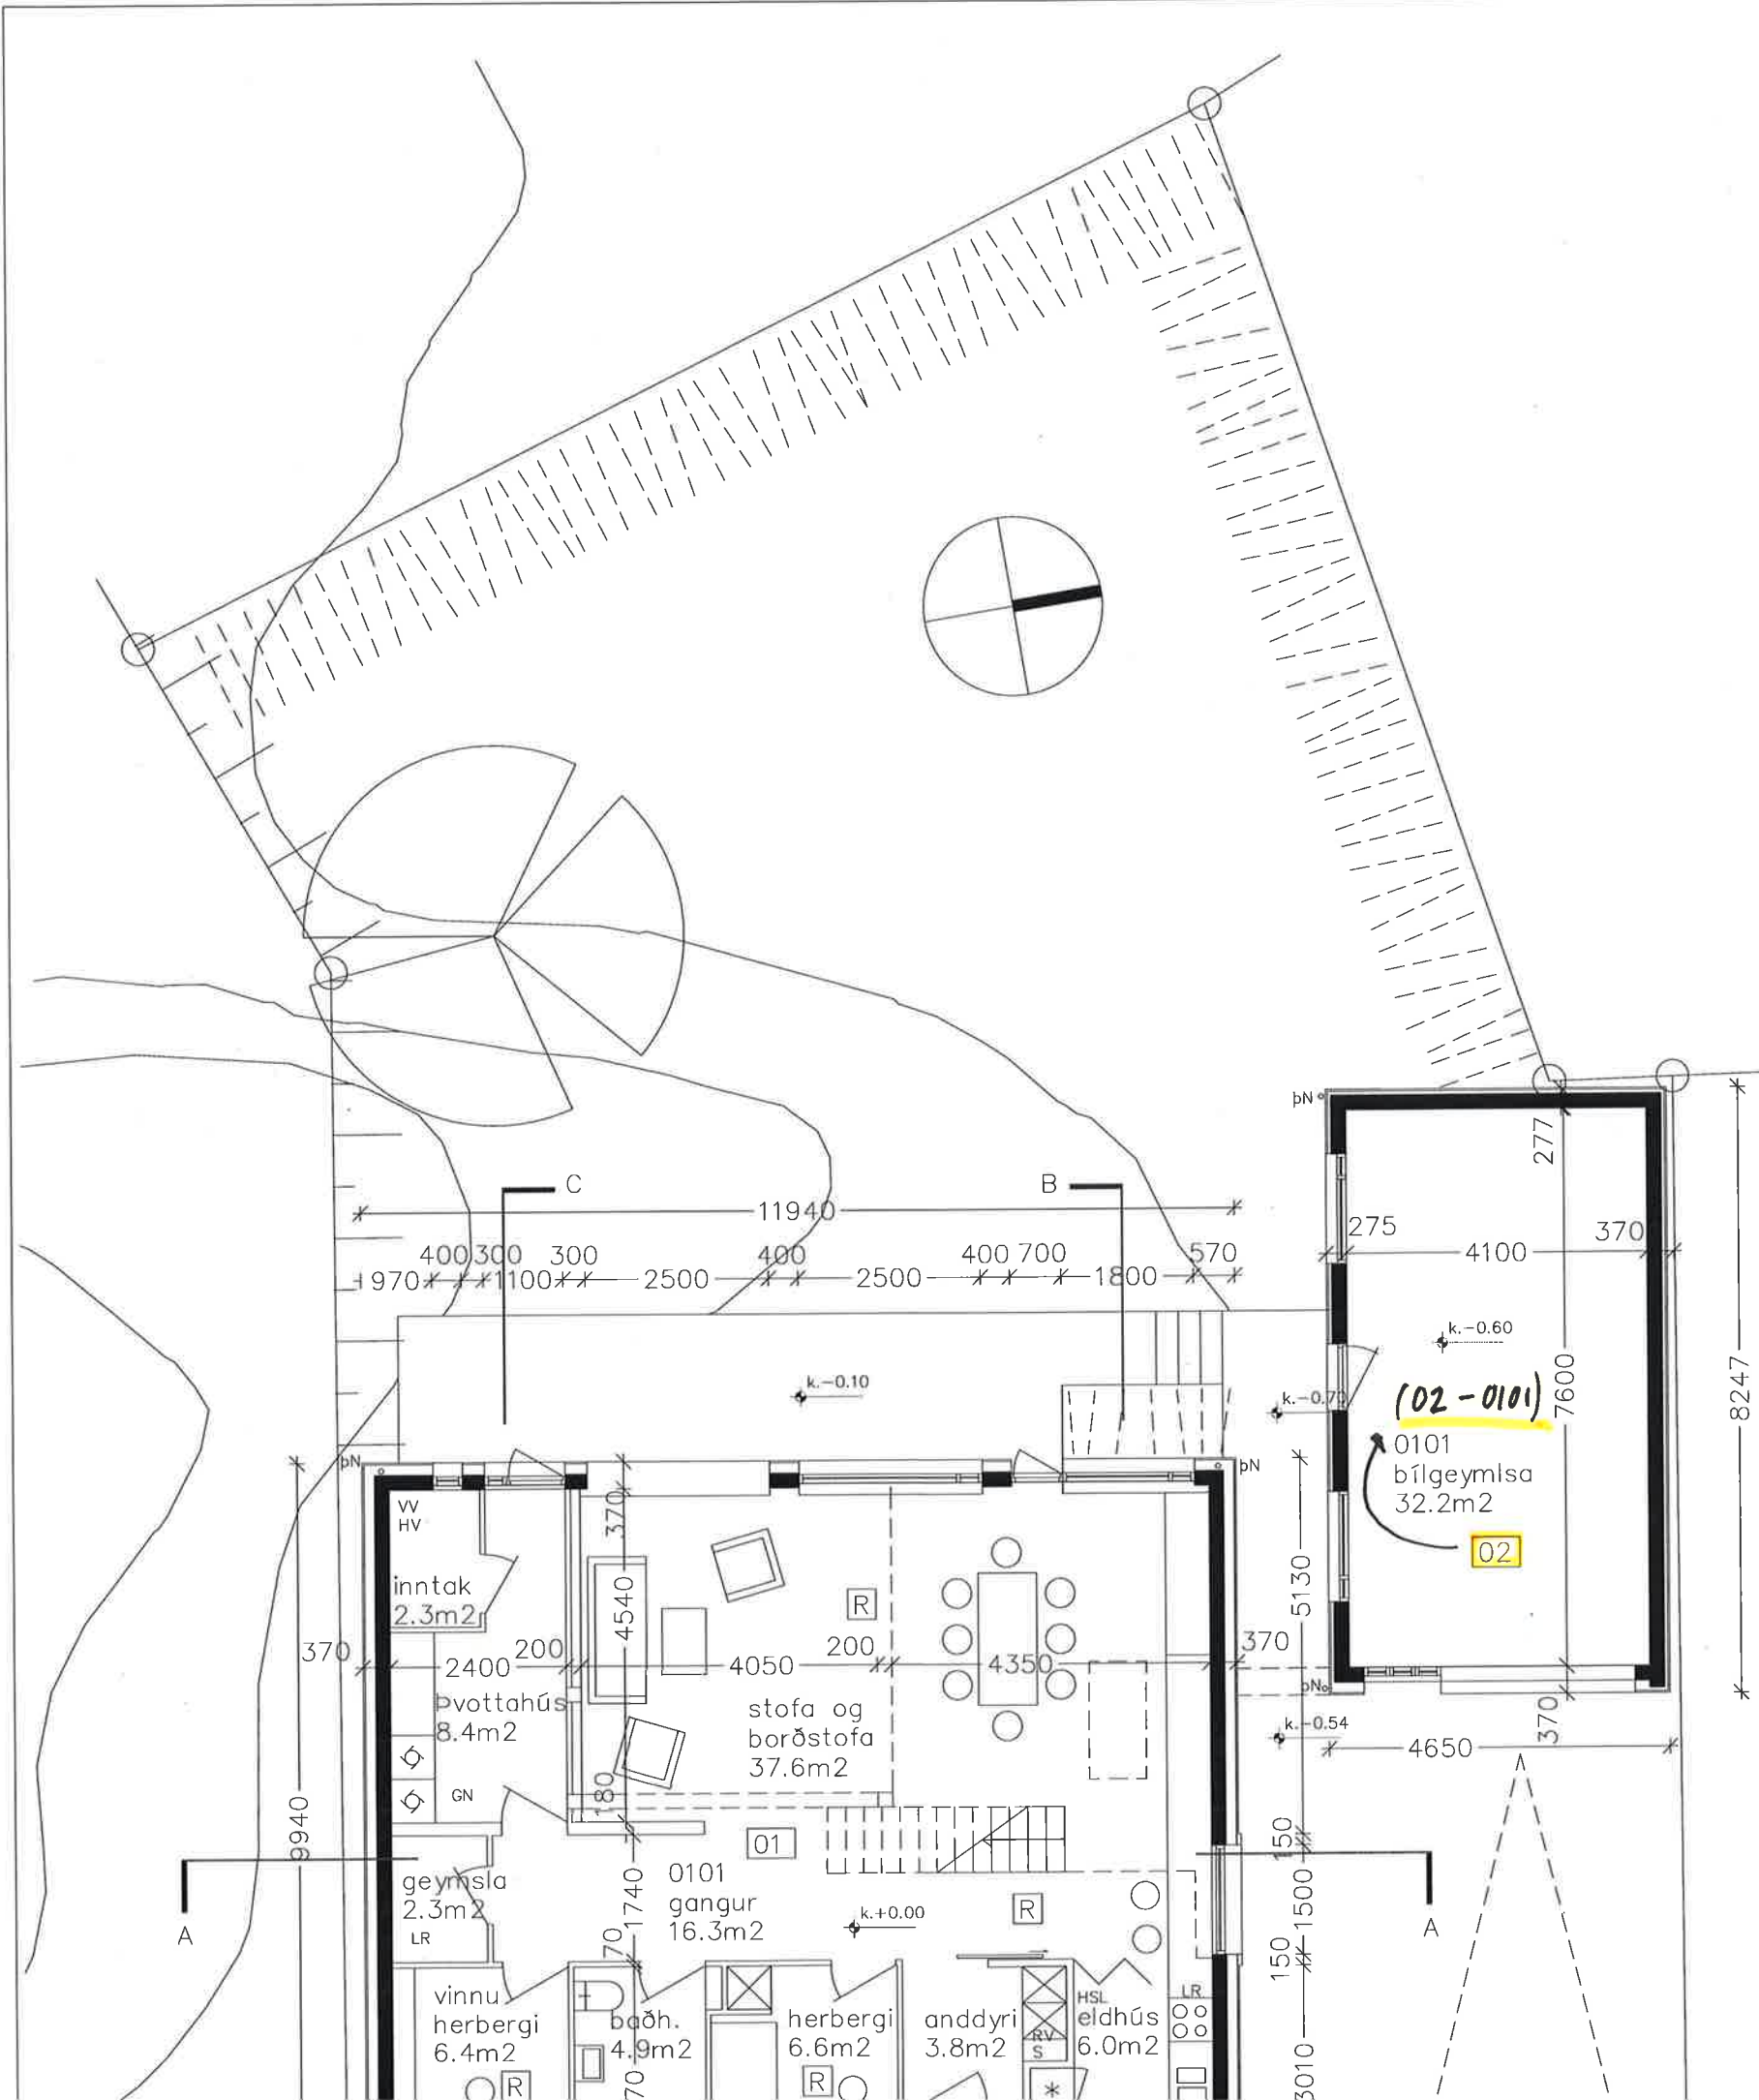 þN
277
C
B
11940
275
370
4100
400 300
300
400
400 700
570
1970
1100
2500
2500
1800
k.-0.60
8247
7600
k.-0.10
k.-0.70
(02-0101)
0101
bílgeymlsa
32.2m2
02
þN
þN
VV
HV
370
inntak
2.3m2
4540
R
5130
370
200
200
370
2400
4050
4350
þN
Þvottahús
8.4m2
stofa og
borðstofa
37.6m2
k.-0.54
370
4650
GN
180
9940
01
150
geymsla
2.3m2
0101
gangur
16.3m2
1740
R
1500
k.+0.00
A
LR
70
A
150
vinnu
herbergi
6.4m2
baðh.
4.9m2
herbergi
6.6m2
anddyri
3.8m2
HSL
eldhús
6.0m2
LR
RV
S
R
70
R
3010